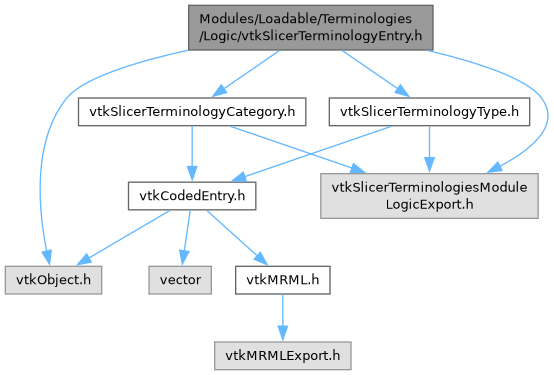 Modules/Loadable/Terminologies
/Logic/vtkSlicerTerminologyEntry.h
vtkSlicerTerminologyCategory.h
vtkSlicerTerminologyType.h
vtkCodedEntry.h
vtkSlicerTerminologiesModule
LogicExport.h
vtkObject.h
vector
vtkMRML.h
vtkMRMLExport.h